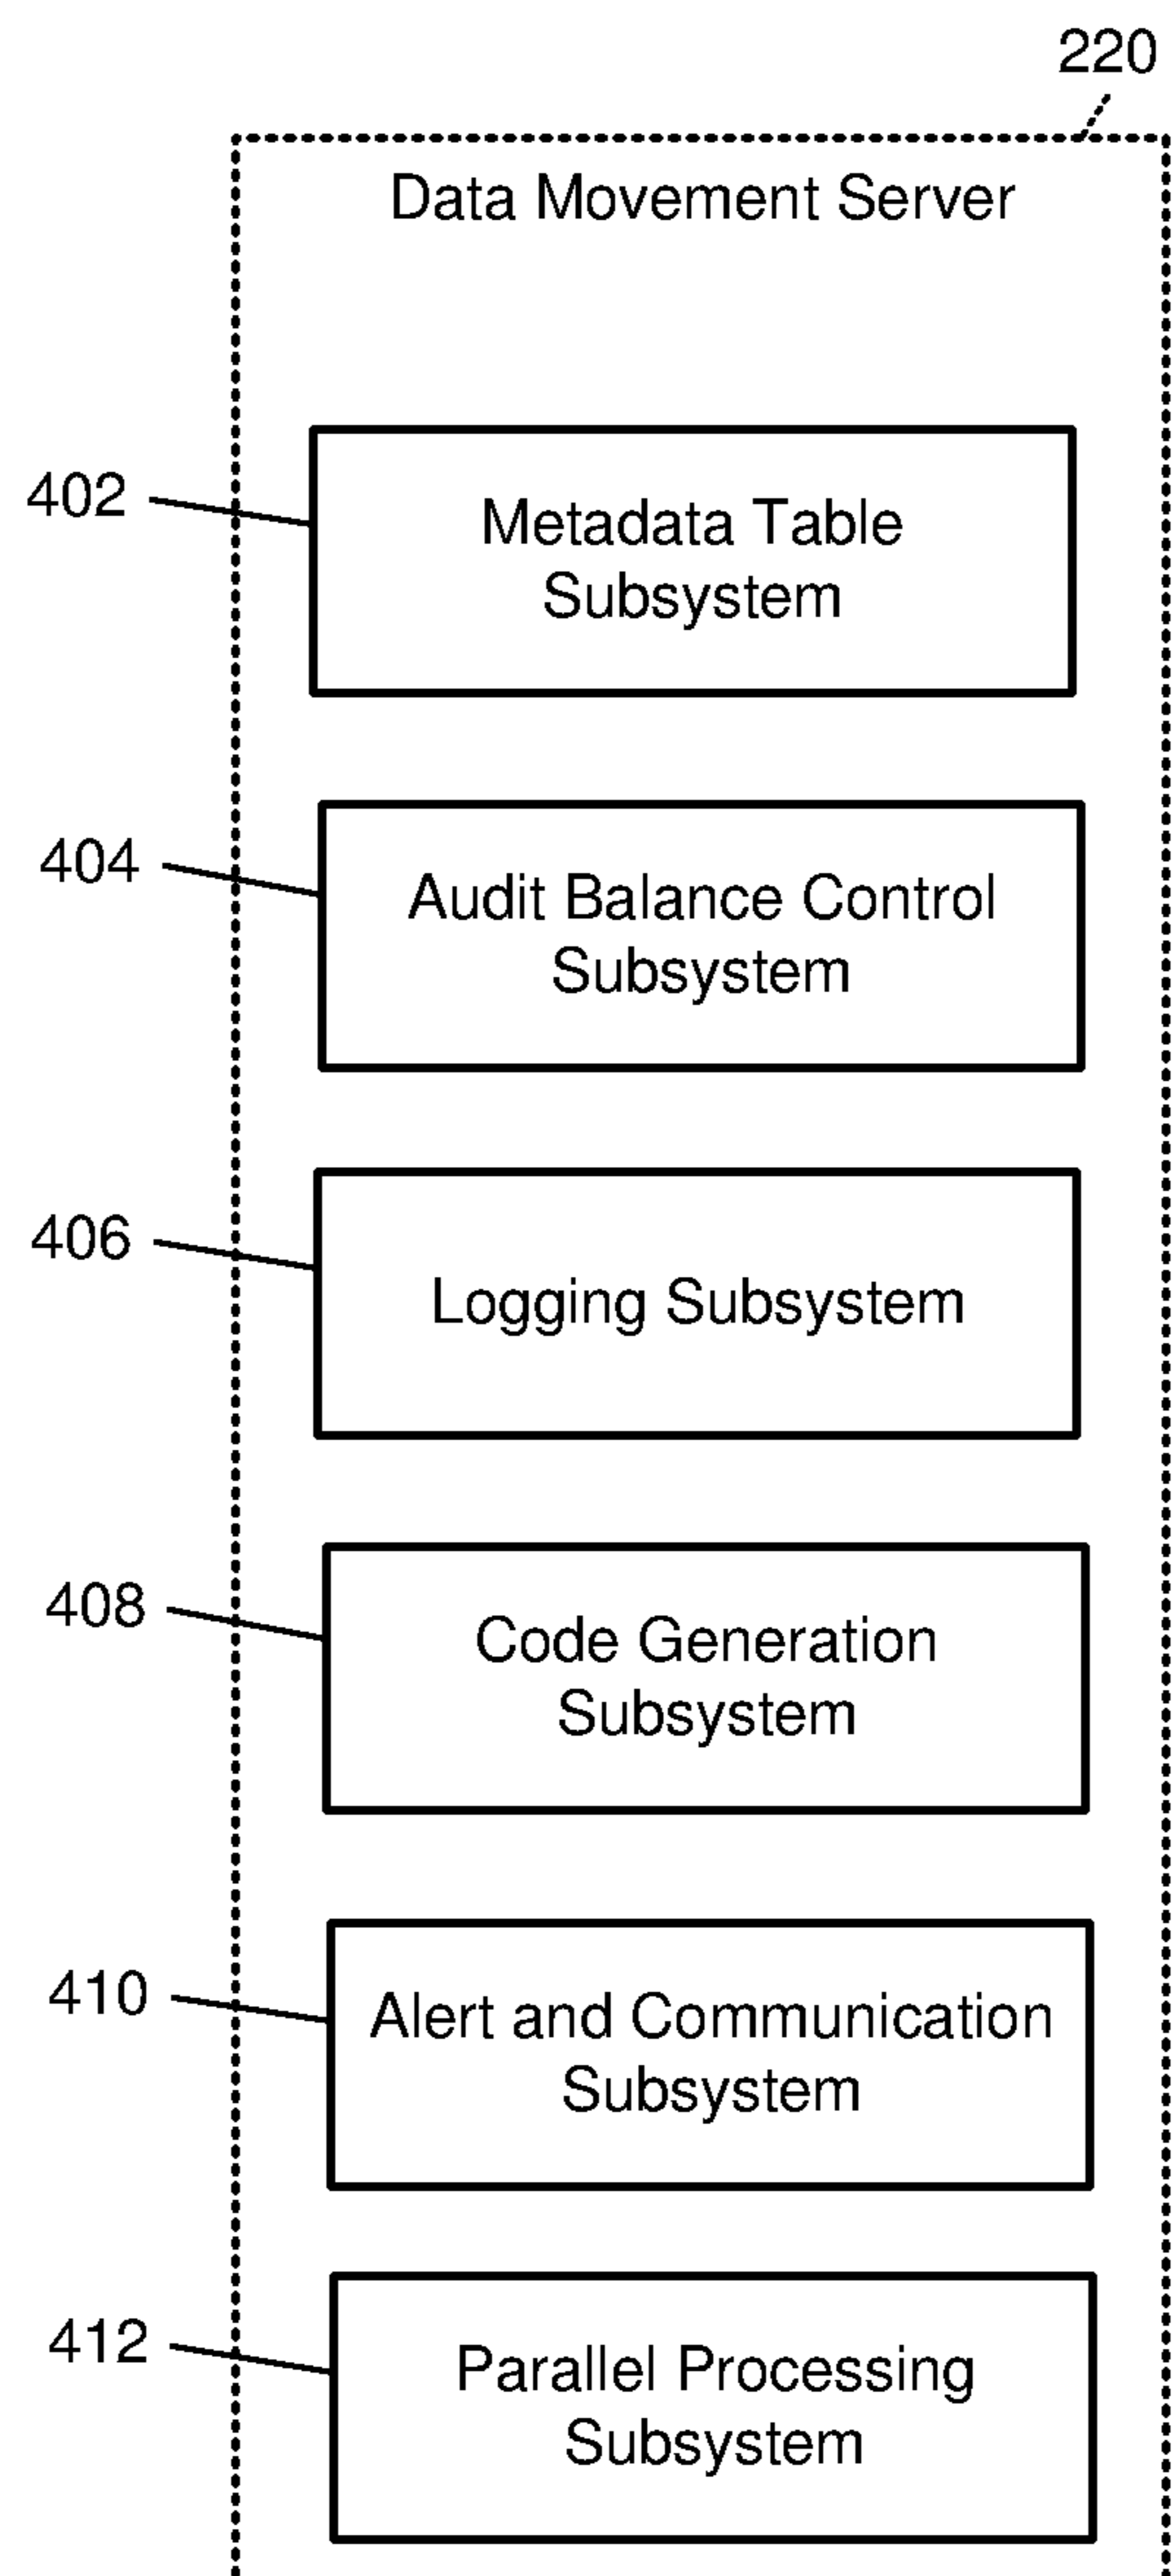 220
Data Movement Server
402
Metadata Table
Subsystem
404
Audit Balance Control
Subsystem
406
Logging Subsystem
408
Code Generation
Subsystem
410
Alert and Communication
Subsystem
412
Parallel Processing
Subsystem